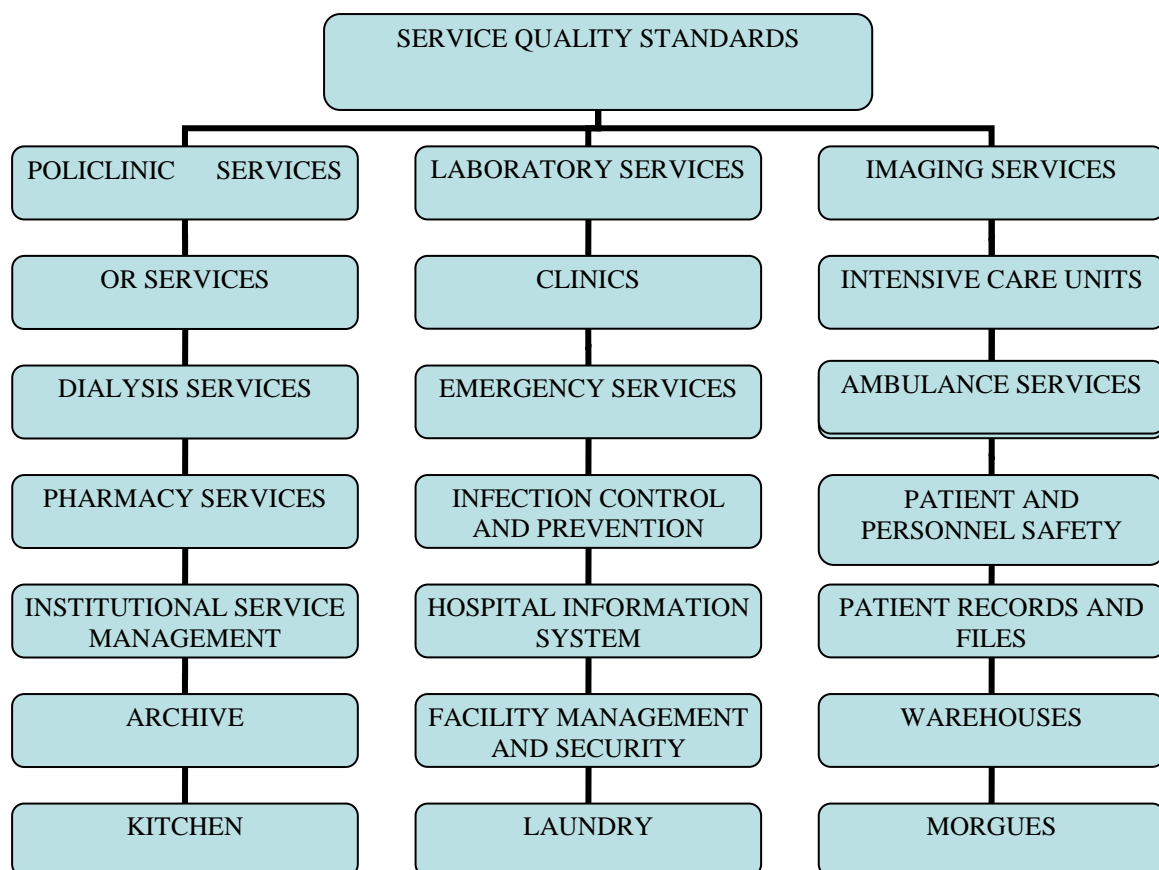 SERVICE QUALITY STANDARDS
POLICLINIC SERVICES
LABORATORY SERVICES
IMAGING SERVICES
OR SERVICES
CLINICS
INTENSIVE CARE UNITS
DIALYSIS SERVICES
EMERGENCY SERVICES
AMBULANCE SERVICES
PHARMACY SERVICES
INFECTION CONTROL
AND PREVENTION
PATIENT AND
PERSONNEL SAFETY
INSTITUTIONAL SERVICE
MANAGEMENT
HOSPITAL INFORMATION
SYSTEM
PATIENT RECORDS AND
FILES
ARCHIVE
FACILITY MANAGEMENT
AND SECURITY
WAREHOUSES
KITCHEN
LAUNDRY
MORGUES